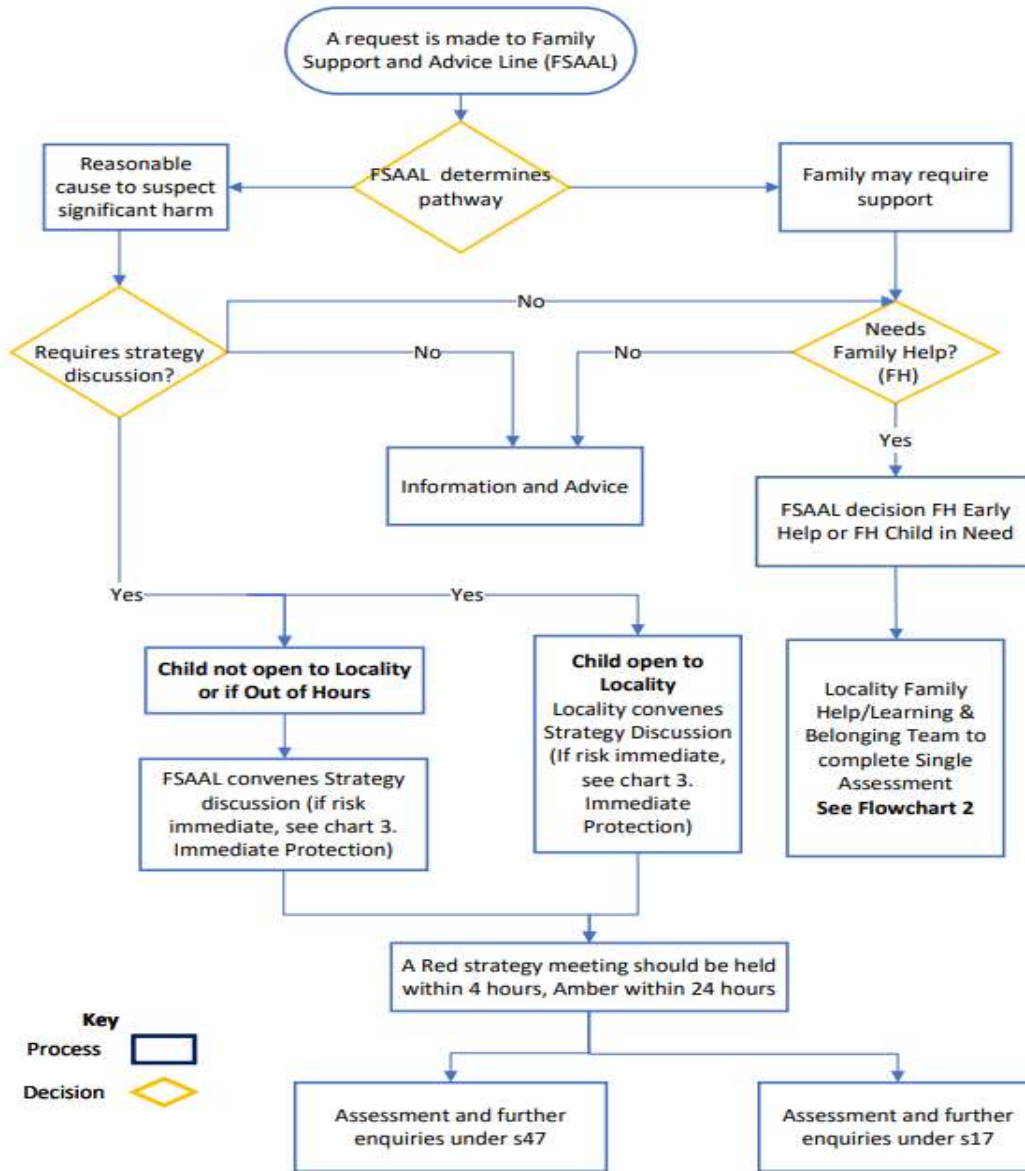 A request is made to Family
Support and Advice Line (FSAAL)
Reasonable
cause to suspect
significant harm
FSAAL determines
pathway
Family may require
support
No
Requires strategy
discussion?
No
No
Needs
Family Help?
(FH)
Yes
Information and Advice
FSAAL decision FH Early
Help or FH Child in Need
Yes
Yes
Child not open to Locality
or if Out of Hours
Child open to
Locality
Locality convenes
Strategy Discussion
(If risk immediate,
see chart 3.
Immediate
Protection)
Locality Family
Help/Learning &
Belonging Team to
complete Single
Assessment
See Flowchart 2
FSAAL convenes Strategy
discussion (if risk
immediate, see chart 3.
Immediate Protection)
A Red strategy meeting should be held
within 4 hours, Amber within 24 hours
Key
Process
Decision
Assessment and further
enquiries under s47
Assessment and further
enquiries under s17